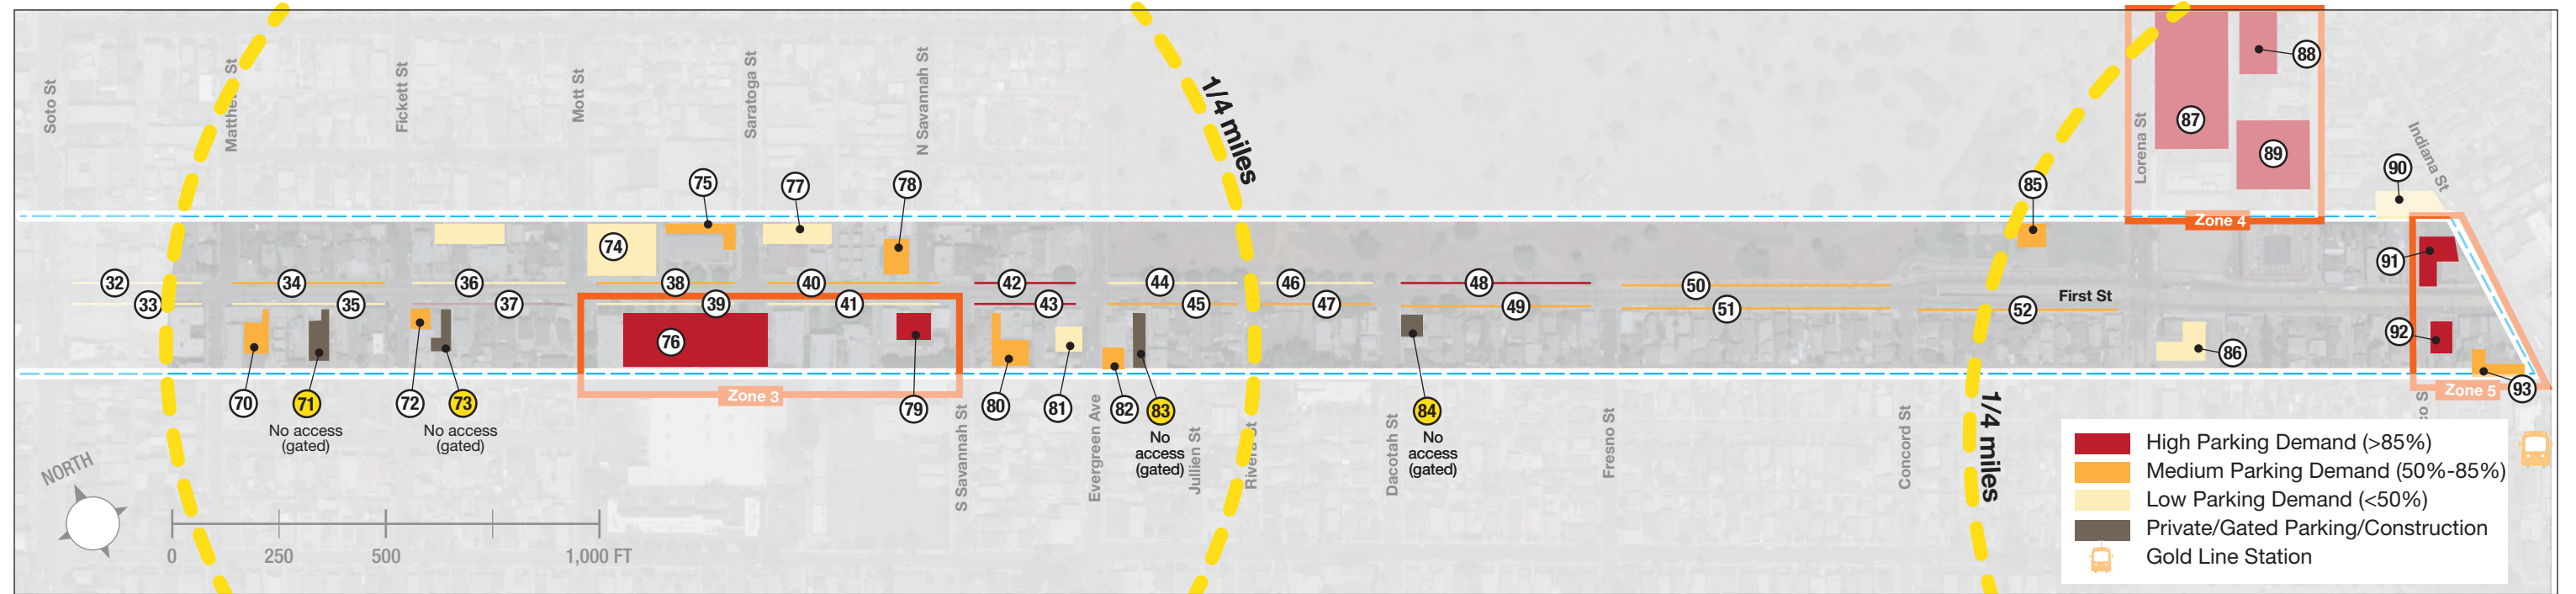 Soto St
Matthe
St
Fickett St
Mott St
Saratoga St
N Savannah St
1/4 miles
Lorena St
Indiana St
88
87
89
90
85
75
77
78
74
Zone 4
91
32
34
36
38
40
42
44
46
48
50
33
35
37
39
41
43
45
47
49
51
52
First St
76
92
86
93
Zone 3
Zone 5
70
71
72
73
79
80
81
82
83
84
No access
(gated)
No access
(gated)
No
access
(gated)
No
access
(gated)
S Savannah St
Evergreen Ave
Jullien St
Rivera St
Dacotah St
Fresno St
Concord St
1/4 miles
NORTH
0
250
500
1,000 FT
High Parking Demand (>85%)
Medium Parking Demand (50%-85%)
Low Parking Demand (<50%)
Private/Gated Parking/Construction
Gold Line Station